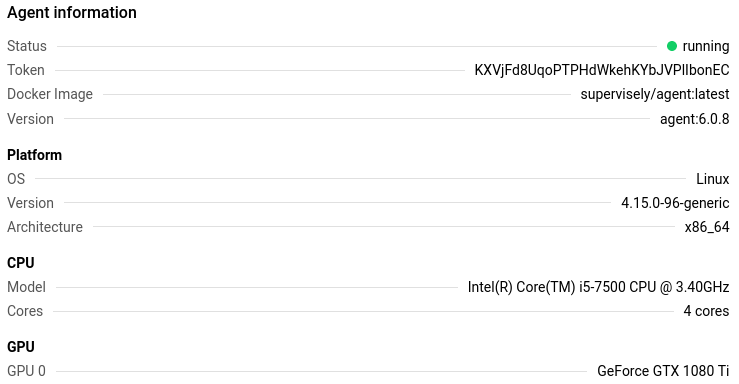 Agent information
Status running
Token KXVjFd8UqoPTPHdWkehKYbJVPIlbonEC
Docker Image supervisely/agent:latest
Version agent:6.0.8
Platform
OS Linux
Version 4.15.0-96-generic
Architecture x86_64
CPU
Model Intel(R) Core(TM) i5-7500 CPU @ 3.40GHz
Cores 4 cores
GPU
GPU 0 GeForce GTX 1080 Ti